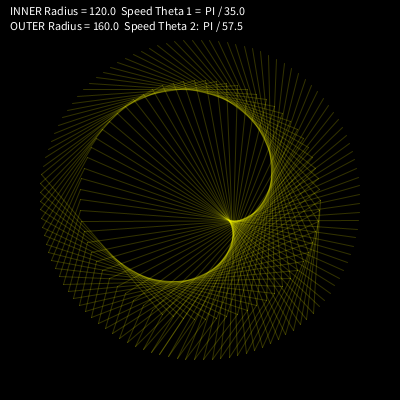 INNER Radius = 120.0  Speed Theta 1 =  PI / 35.0
OUTER Radius = 160.0  Speed Theta 2:  PI / 57.5